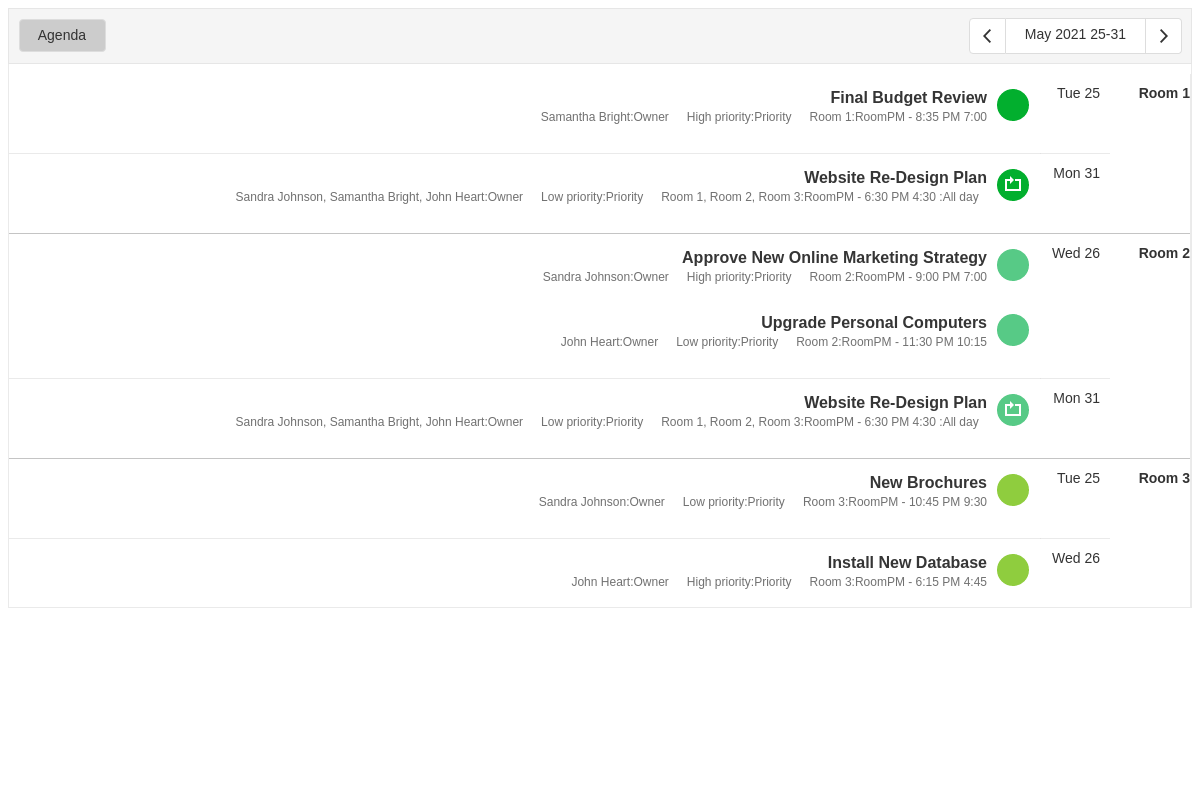 Agenda
May 2021 25-31
Room 1
Tue 25
Final Budget Review
Samantha Bright:Owner High priority:Priority Room 1:RoomPM - 8:35 PM 7:00
Mon 31
Website Re-Design Plan
Sandra Johnson, Samantha Bright, John Heart:Owner Low priority:Priority Room 1, Room 2, Room 3:RoomPM - 6:30 PM 4:30 :All day
Room 2
Wed 26
Approve New Online Marketing Strategy
Sandra Johnson:Owner High priority:Priority Room 2:RoomPM - 9:00 PM 7:00
Upgrade Personal Computers
John Heart:Owner Low priority:Priority Room 2:RoomPM - 11:30 PM 10:15
Mon 31
Website Re-Design Plan
Sandra Johnson, Samantha Bright, John Heart:Owner Low priority:Priority Room 1, Room 2, Room 3:RoomPM - 6:30 PM 4:30 :All day
Room 3
Tue 25
New Brochures
Sandra Johnson:Owner Low priority:Priority Room 3:RoomPM - 10:45 PM 9:30
Wed 26
Install New Database
John Heart:Owner High priority:Priority Room 3:RoomPM - 6:15 PM 4:45